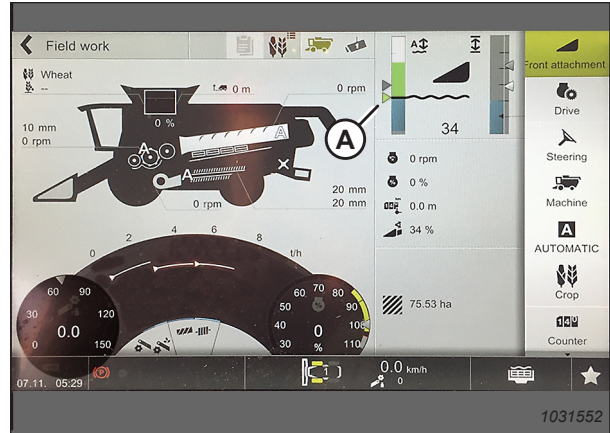 Field work
Front attachment
Wheat
--
0 m
0 rpm
A
0 %
10 mm
0 rpm
A
A
A
34
A
Drive
Steering
0 rpm
20 mm
20 mm
0 rpm
0 %
0.0 m
34 %
Machine
A
AUTOMATIC
0 2 4 6 8 t/h
75.53 ha
Crop
30 60 90 120 150
0.0
0
30 40 50 60 70 80 90 100 110
0
%
Counter
07.11. 05:29
(P)
1
0.0 km/h
0
1031552